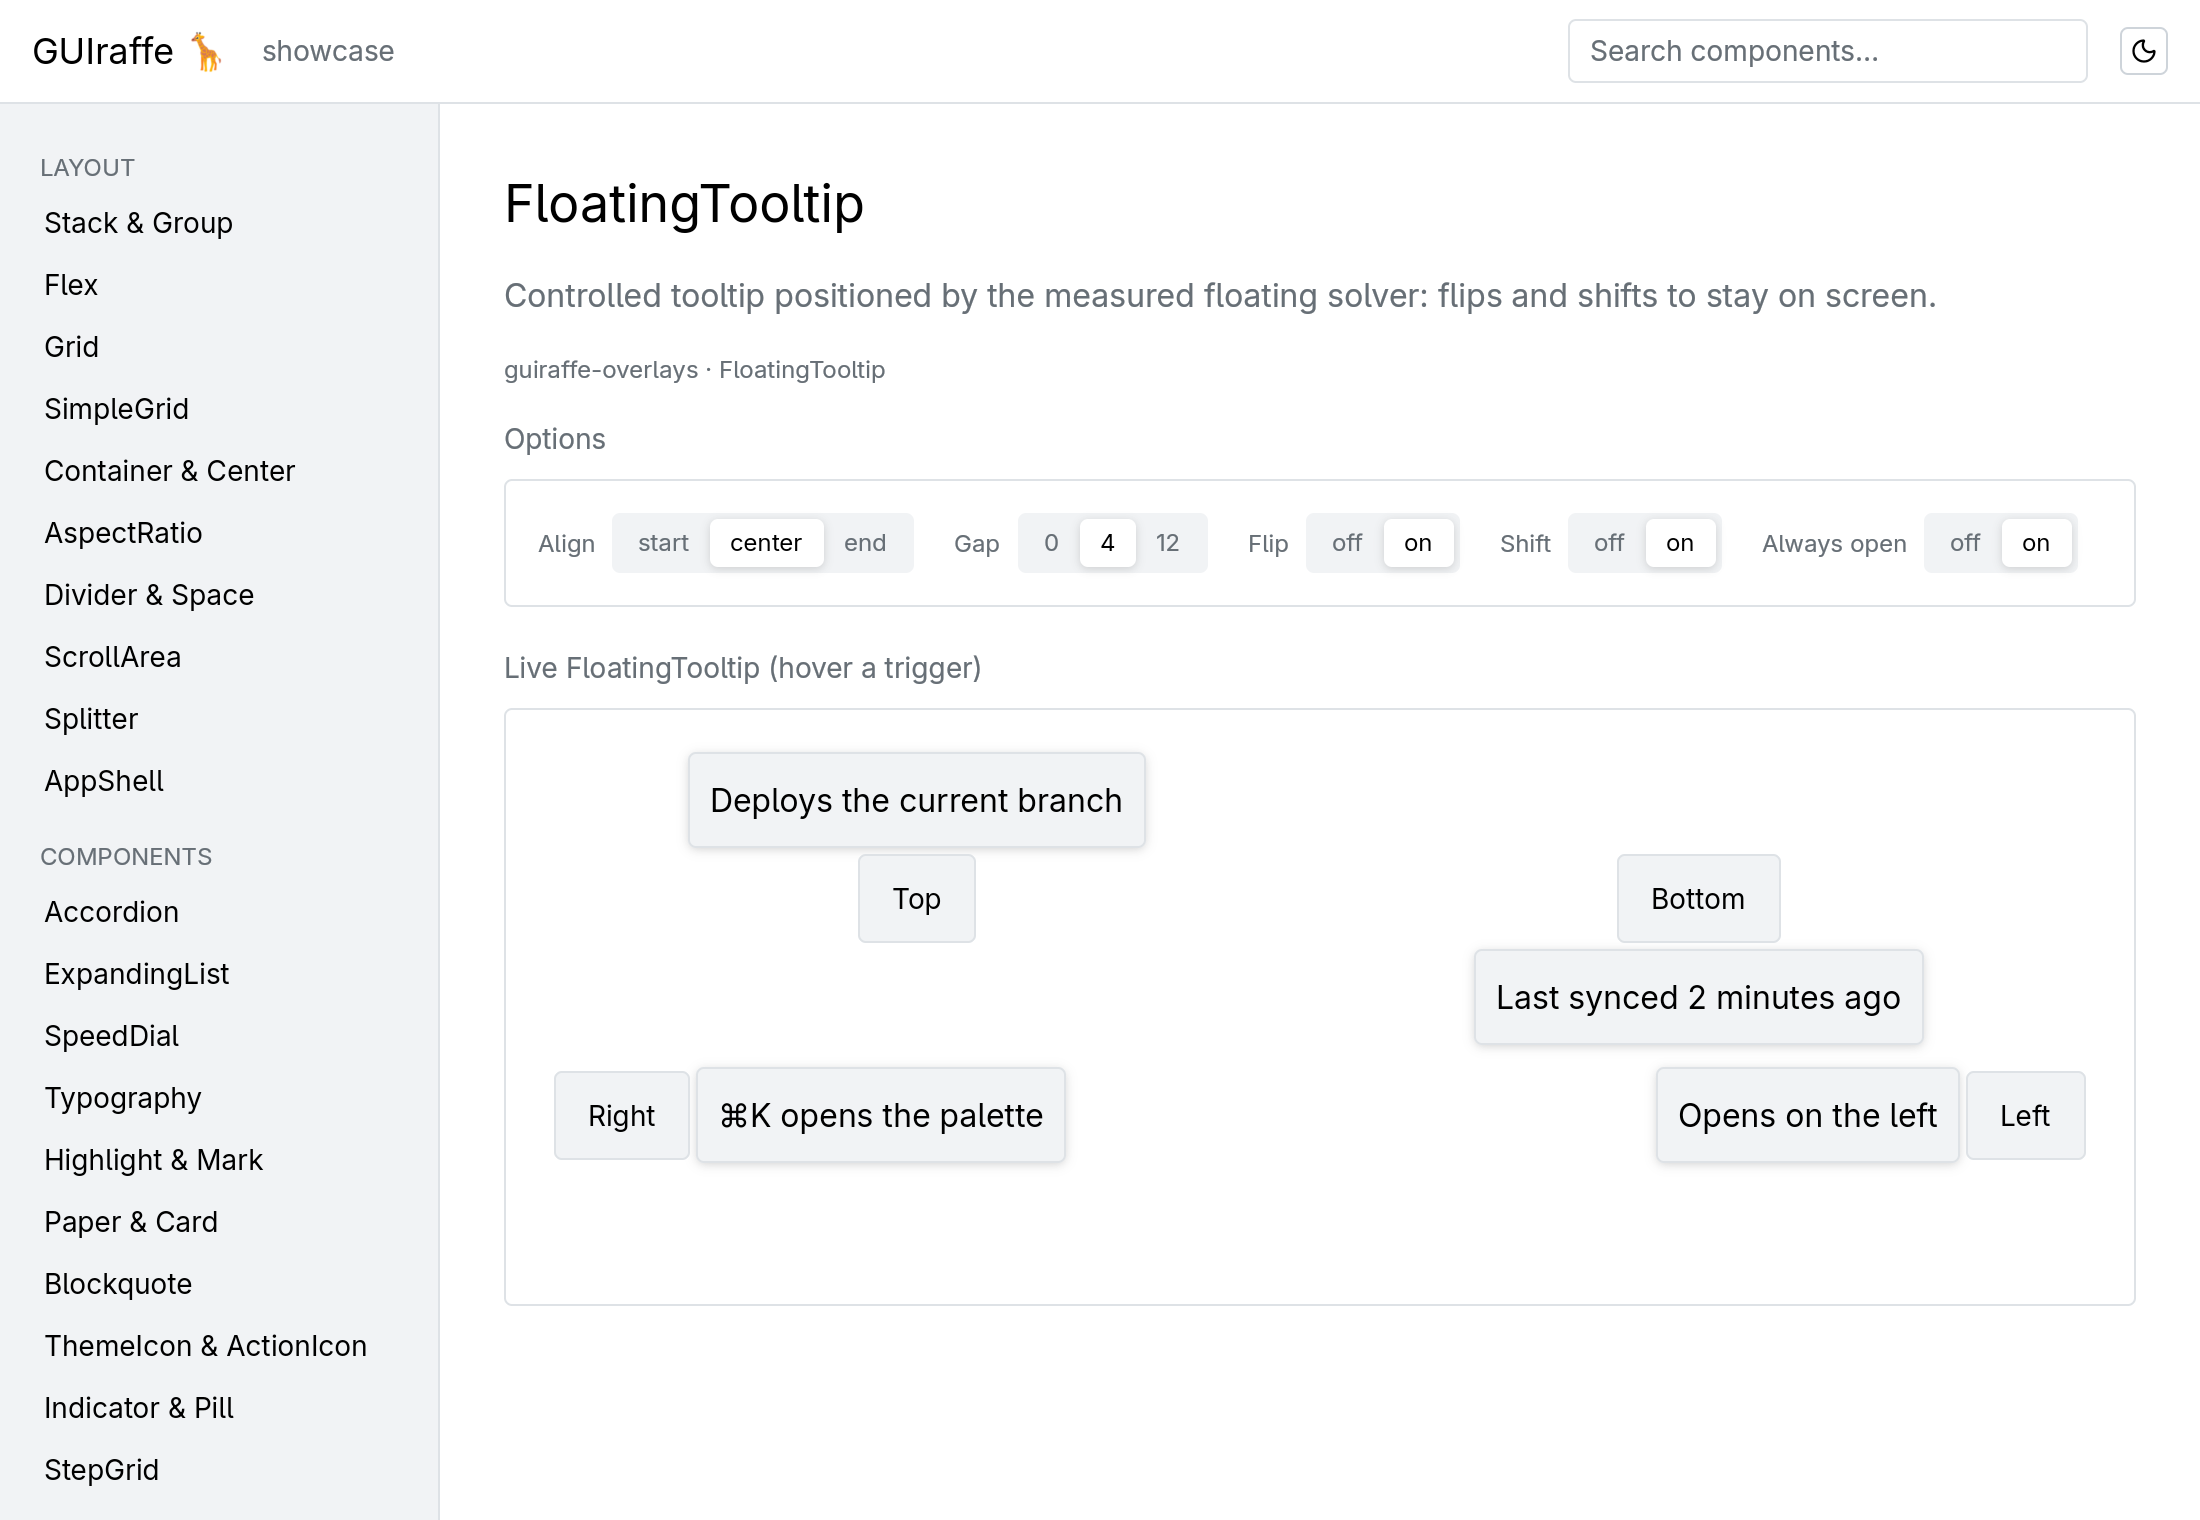 GUIraffe 🦒 showcase Search components...
LAYOUT
Stack & Group
Flex
Grid
SimpleGrid
Container & Center
AspectRatio
Divider & Space
ScrollArea
Splitter
AppShell
COMPONENTS
Accordion
ExpandingList
SpeedDial
Typography
Highlight & Mark
Paper & Card
Blockquote
ThemeIcon & ActionIcon
Indicator & Pill
StepGrid
FloatingTooltip
Controlled tooltip positioned by the measured floating solver: flips and shifts to stay on screen.
guiraffe-overlays · FloatingTooltip
Options
Align start center end Gap 0 4 12 Flip off on Shift off on Always open off on
Live FloatingTooltip (hover a trigger)
Deploys the current branch
Top Bottom
Last synced 2 minutes ago
Right ⌘K opens the palette Opens on the left Left